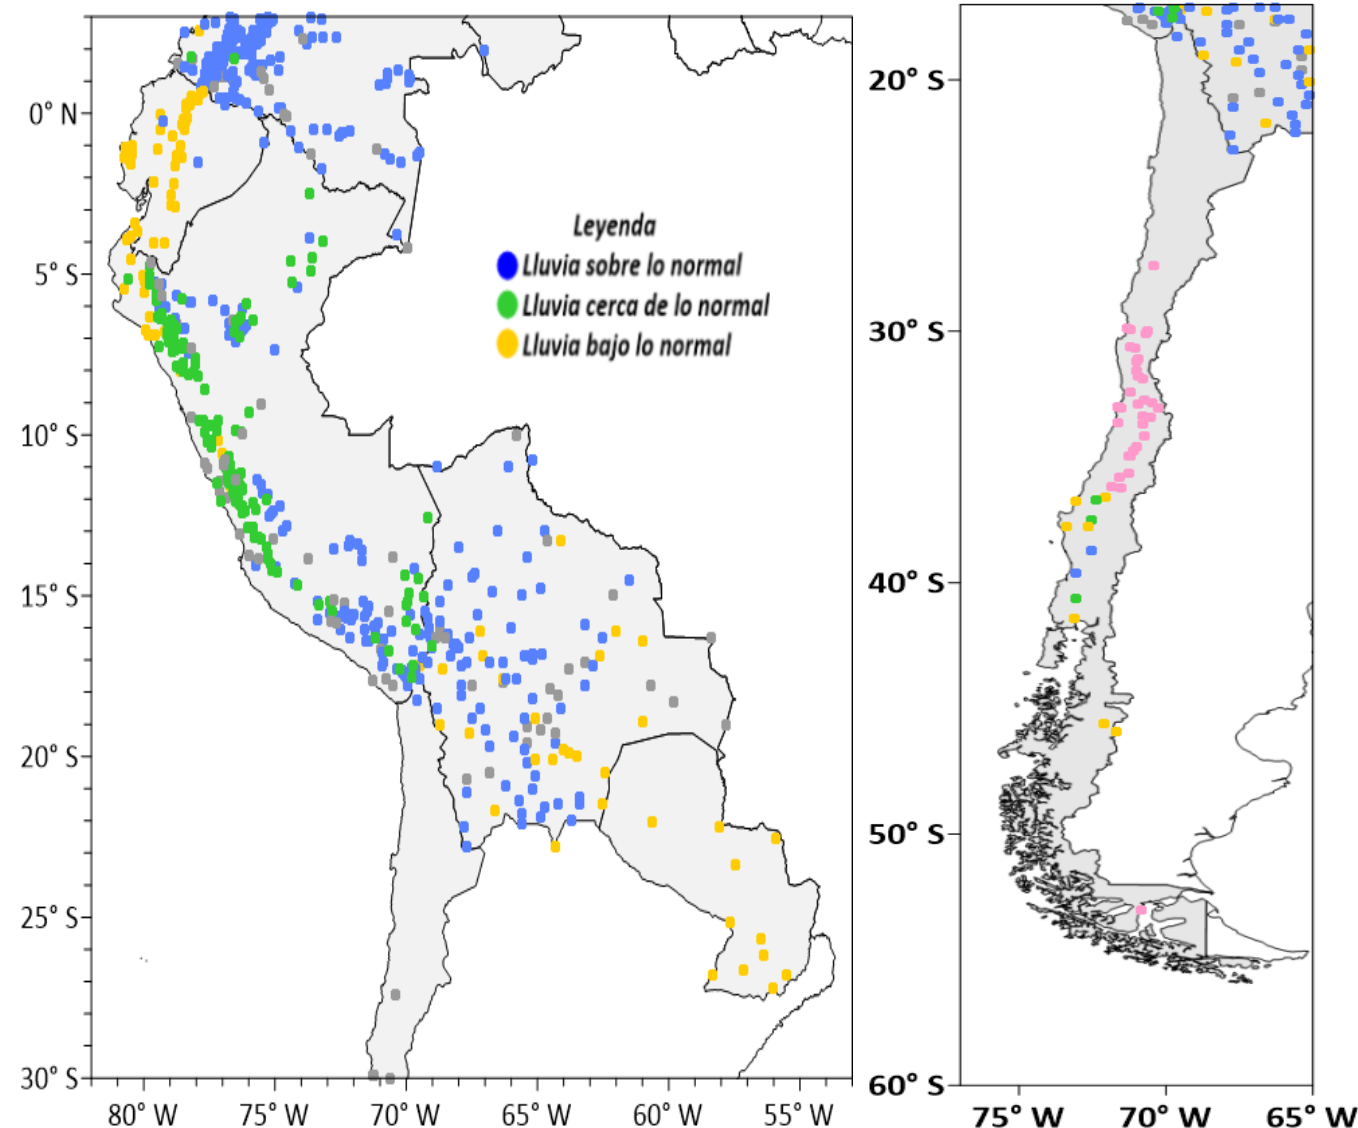 0° N
5° S
10° S
15° S
20° S
25° S
30° S
80° W
75° W
70° W
65° W
60° W
55° W
Leyenda
Lluvia sobre lo normal
Lluvia cerca de lo normal
Lluvia bajo lo normal
20° S
30° S
40° S
50° S
60° S
75° W
70° W
65° W